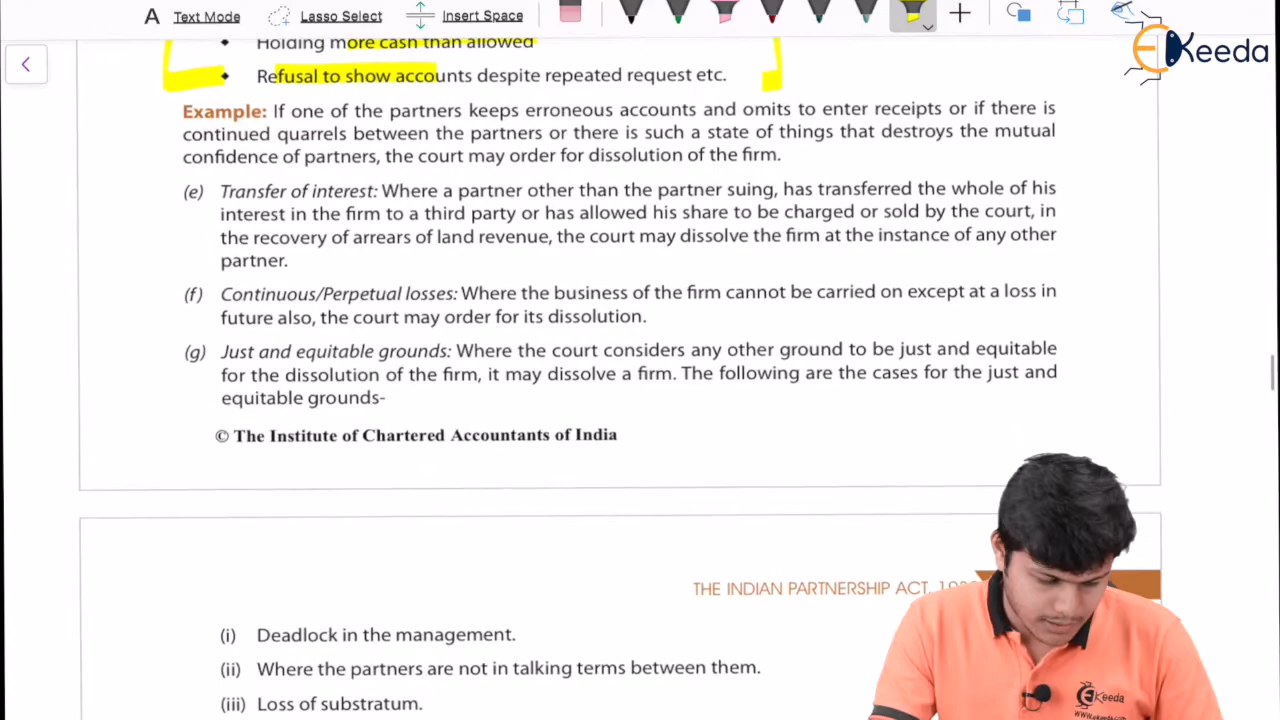 A Text Mode Lasso Select Insert Space
EKeeda
Holding more cash than allowed
Refusal to show accounts despite repeated request etc.
Example: If one of the partners keeps erroneous accounts and omits to enter receipts or if there is
continued quarrels between the partners or there is such a state of things that destroys the mutual
confidence of partners, the court may order for dissolution of the firm.
(e) Transfer of interest: Where a partner other than the partner suing, has transferred the whole of his
interest in the firm to a third party or has allowed his share to be charged or sold by the court, in
the recovery of arrears of land revenue, the court may dissolve the firm at the instance of any other
partner.
(f) Continuous/Perpetual losses: Where the business of the firm cannot be carried on except at a loss in
future also, the court may order for its dissolution.
(g) Just and equitable grounds: Where the court considers any other ground to be just and equitable
for the dissolution of the firm, it may dissolve a firm. The following are the cases for the just and
equitable grounds-
© The Institute of Chartered Accountants of India
THE INDIAN PARTNERSHIP ACT,
(i) Deadlock in the management.
(ii) Where the partners are not in talking terms between them.
(iii) Loss of substratum.
EKeeda